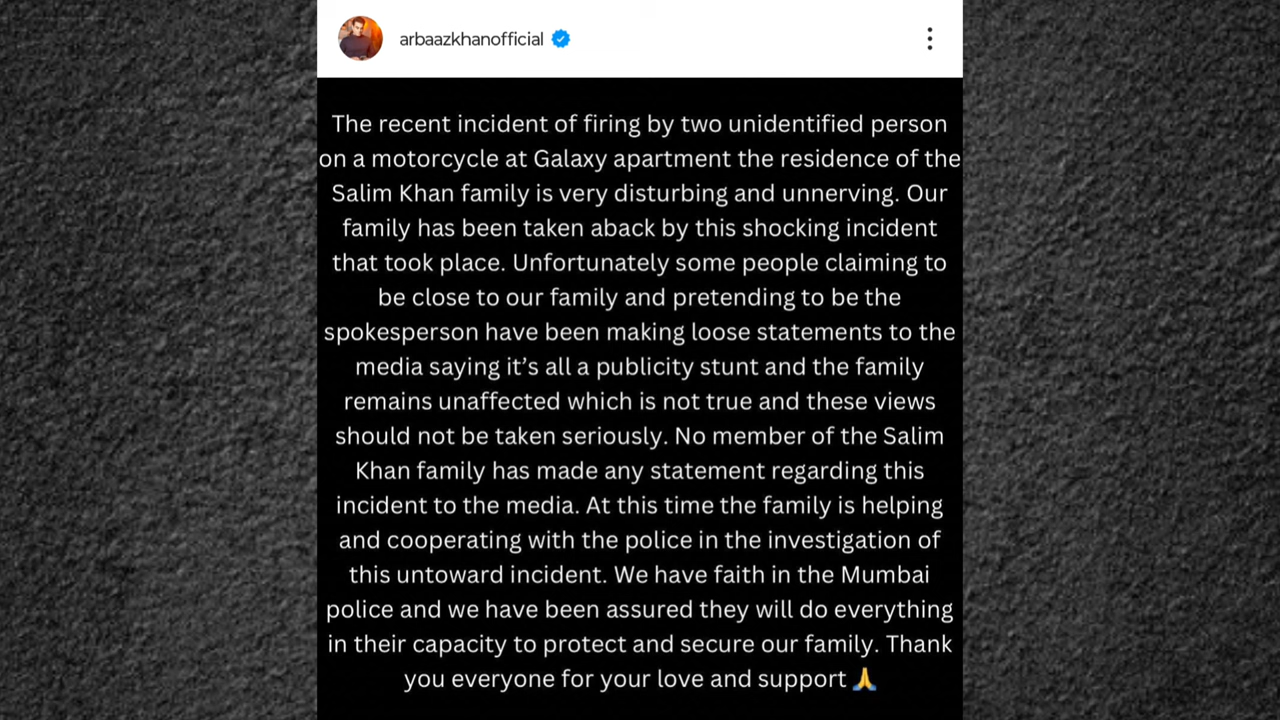 arbaazkhanofficial
The recent incident of firing by two unidentified person
on a motorcycle at Galaxy apartment the residence of the
Salim Khan family is very disturbing and unnerving. Our
family has been taken aback by this shocking incident
that took place. Unfortunately some people claiming to
be close to our family and pretending to be the
spokesperson have been making loose statements to the
media saying it’s all a publicity stunt and the family
remains unaffected which is not true and these views
should not be taken seriously. No member of the Salim
Khan family has made any statement regarding this
incident to the media. At this time the family is helping
and cooperating with the police in the investigation of
this untoward incident. We have faith in the Mumbai
police and we have been assured they will do everything
in their capacity to protect and secure our family. Thank
you everyone for your love and support 🙏